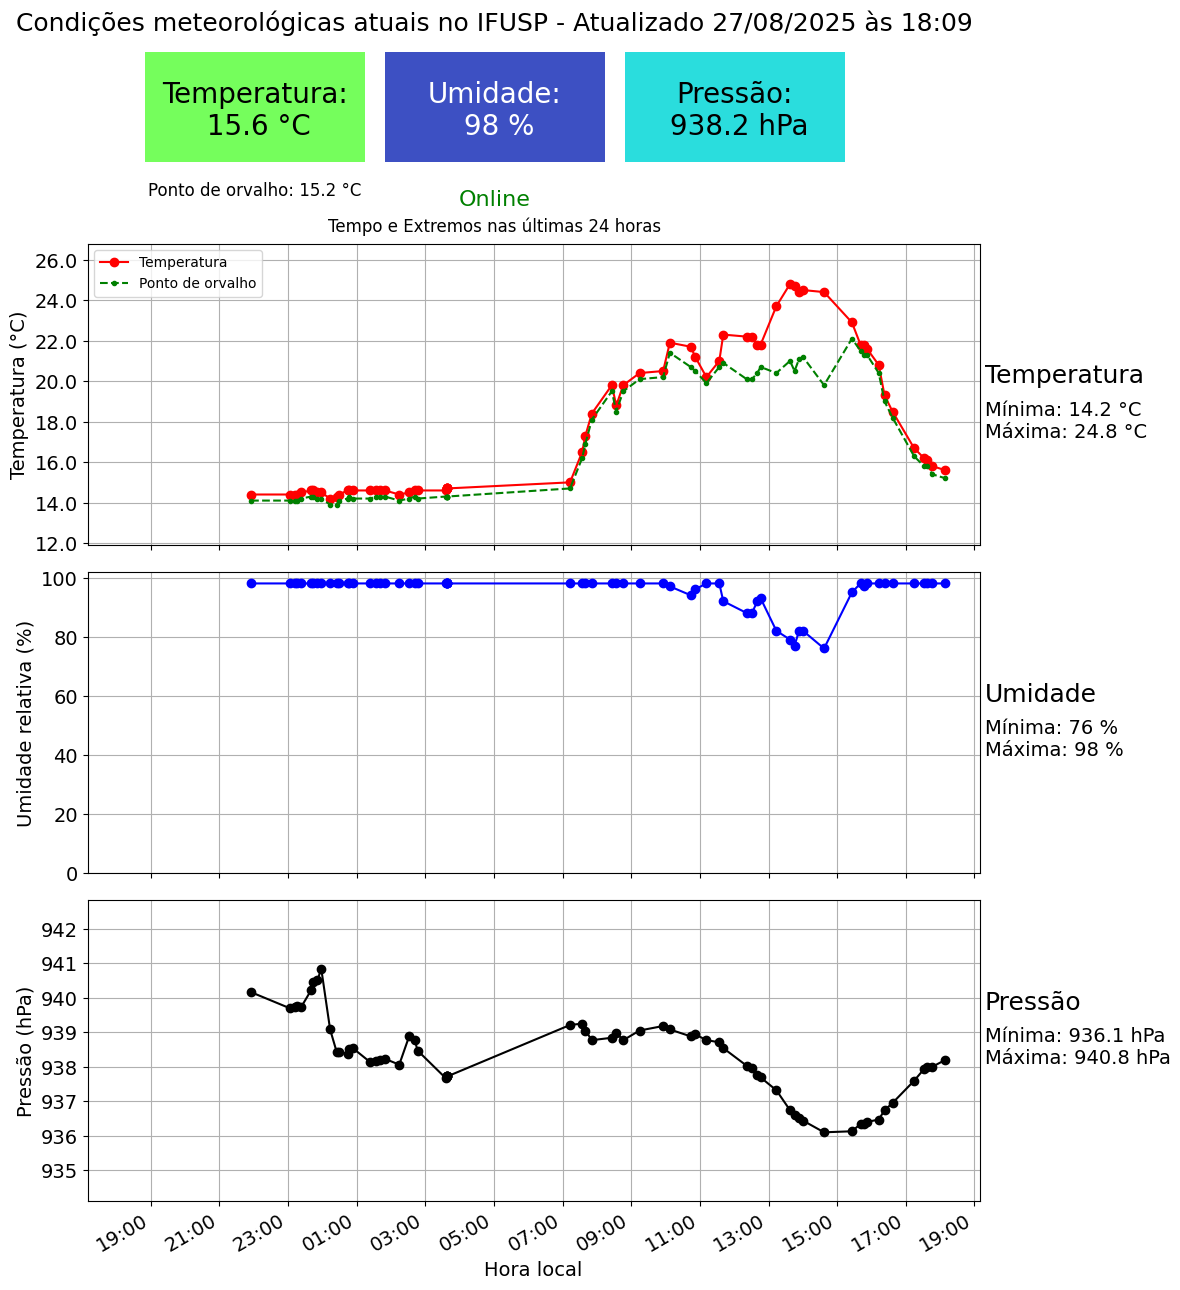 Condições meteorológicas atuais no IFUSP - Atualizado 27/08/2025 às 18:09
Temperatura:
15.6 °C
Umidade:
98 %
Pressão:
938.2 hPa
Ponto de orvalho: 15.2 °C
Online
Tempo e Extremos nas últimas 24 horas
Temperatura (°C)
26.0
24.0
22.0
20.0
18.0
16.0
14.0
12.0
Temperatura
Ponto de orvalho
Temperatura
Mínima: 14.2 °C
Máxima: 24.8 °C
Umidade relativa (%)
100
80
60
40
20
0
Umidade
Mínima: 76 %
Máxima: 98 %
Pressão (hPa)
942
941
940
939
938
937
936
935
Pressão
Mínima: 936.1 hPa
Máxima: 940.8 hPa
19:00
21:00
23:00
01:00
03:00
05:00
07:00
09:00
11:00
13:00
15:00
17:00
19:00
Hora local